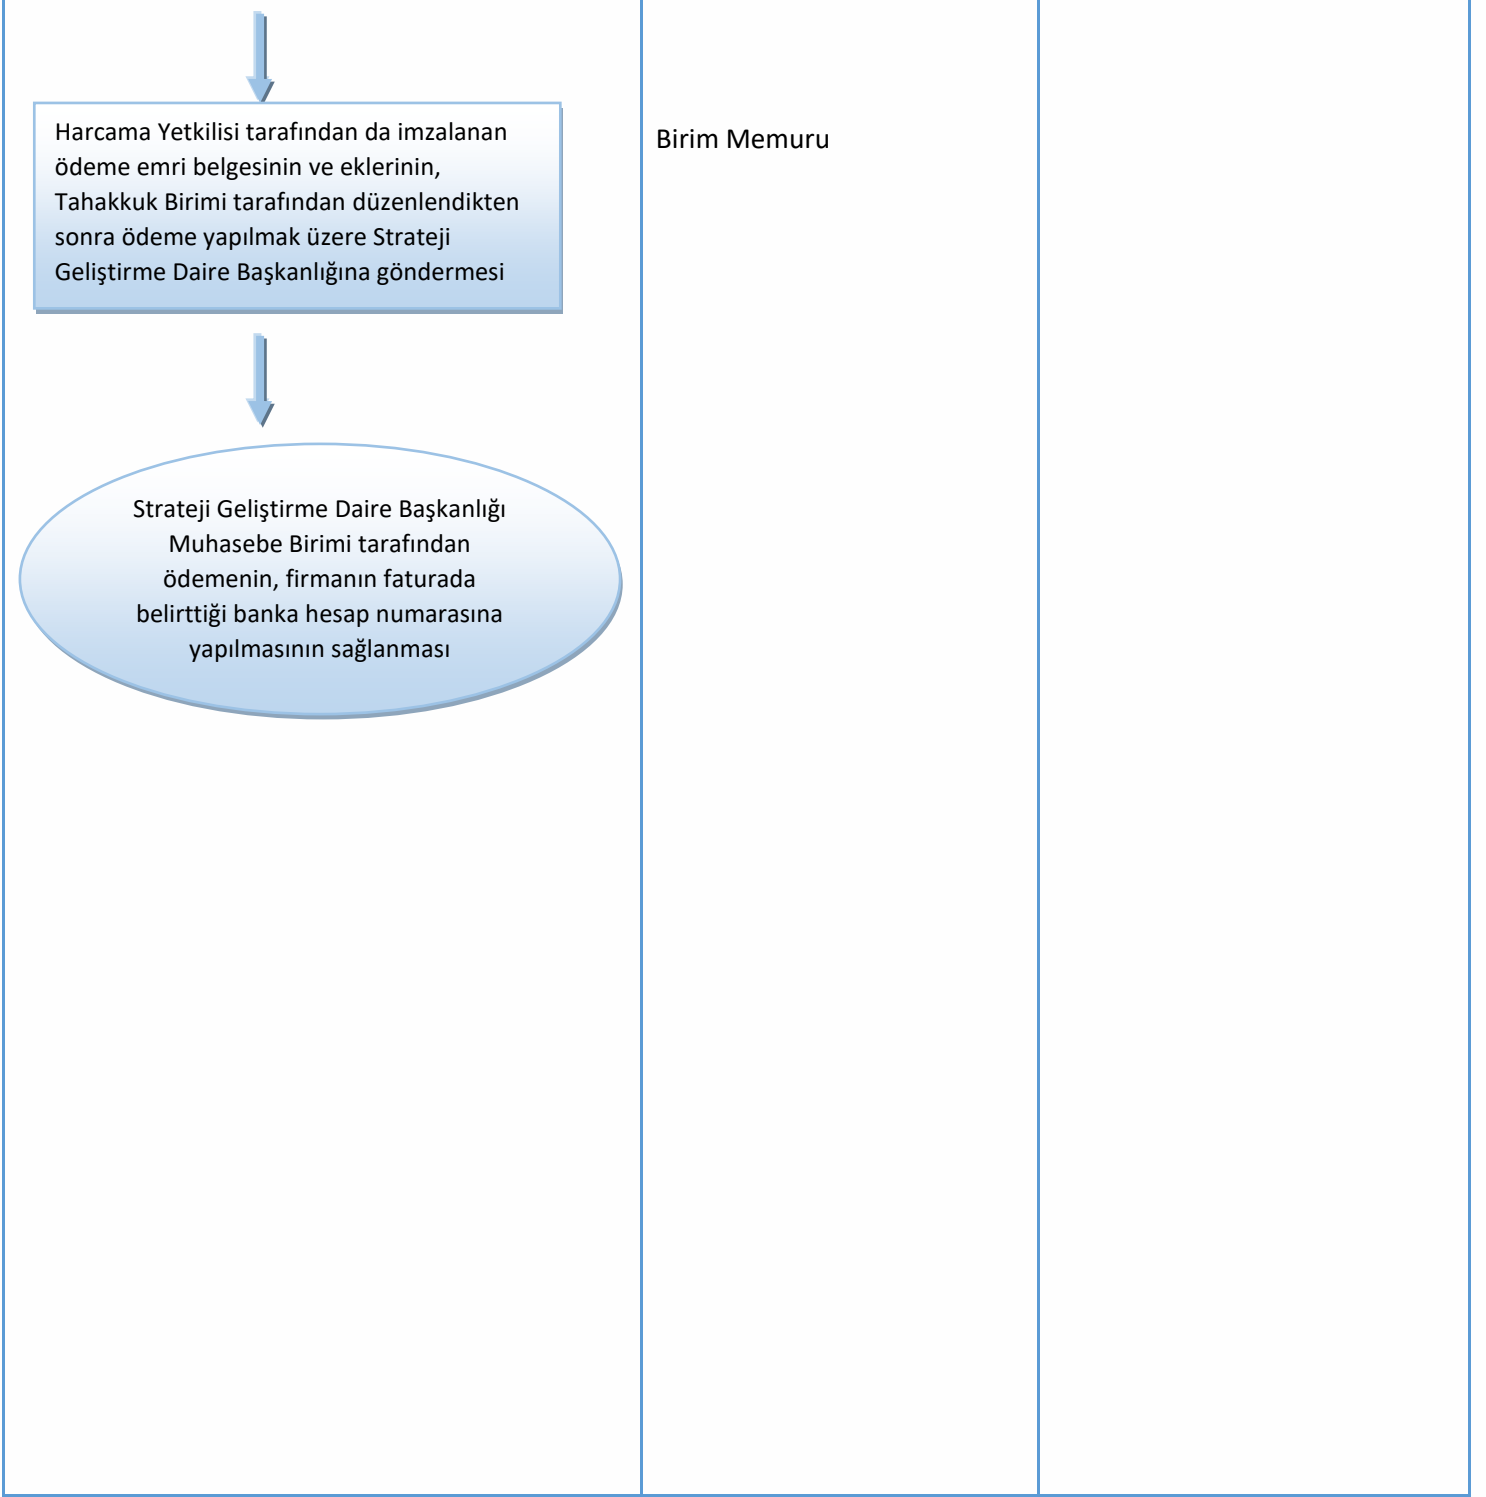 Harcama Yetkilisi tarafından da imzalanan
ödeme emri belgesinin ve eklerinin,
Tahakkuk Birimi tarafından düzenlendikten
sonra ödeme yapılmak üzere Strateji
Geliştirme Daire Başkanlığına göndermesi
Birim Memuru
Strateji Geliştirme Daire Başkanlığı
Muhasebe Birimi tarafından
ödemenin, firmanın faturada
belirttiği banka hesap numarasına
yapılmasının sağlanması